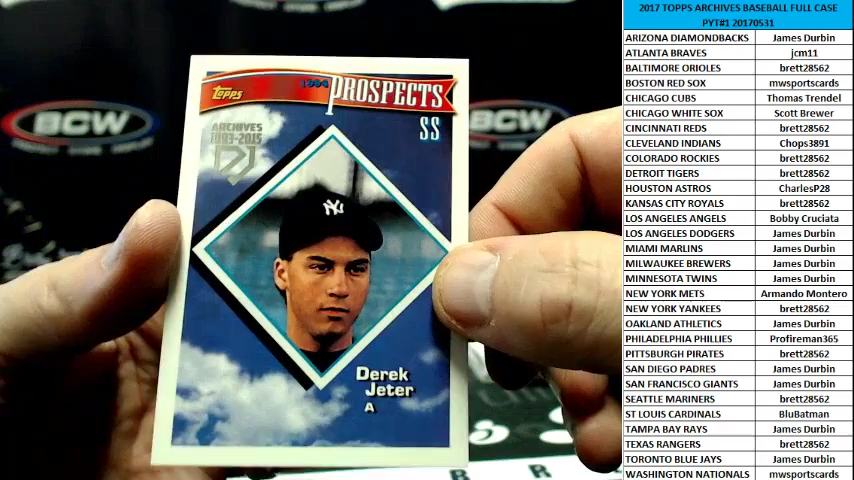 BCW
1994 PROSPECTS
Topps
SS
ARCHIVES
1993-2015
NY
Derek
Jeter
A
BCW
2017 TOPPS ARCHIVES BASEBALL FULL CASE
PYT#1 20170531
ARIZONA DIAMONDBACKS James Durbin
ATLANTA BRAVES jcm11
BALTIMORE ORIOLES brett28562
BOSTON RED SOX mwsportscards
CHICAGO CUBS Thomas Trendel
CHICAGO WHITE SOX Scott Brewer
CINCINNATI REDS brett28562
CLEVELAND INDIANS Chops3891
COLORADO ROCKIES brett28562
DETROIT TIGERS brett28562
HOUSTON ASTROS CharlesP28
KANSAS CITY ROYALS brett28562
LOS ANGELES ANGELS Bobby Cruciata
LOS ANGELES DODGERS James Durbin
MIAMI MARLINS James Durbin
MILWAUKEE BREWERS James Durbin
MINNESOTA TWINS James Durbin
NEW YORK METS Armando Montero
NEW YORK YANKEES brett28562
OAKLAND ATHLETICS James Durbin
PHILADELPHIA PHILLIES Profireman365
PITTSBURGH PIRATES brett28562
SAN DIEGO PADRES James Durbin
SAN FRANCISCO GIANTS James Durbin
SEATTLE MARINERS brett28562
ST LOUIS CARDINALS BluBatman
TAMPA BAY RAYS James Durbin
TEXAS RANGERS brett28562
TORONTO BLUE JAYS James Durbin
WASHINGTON NATIONALS mwsportscards